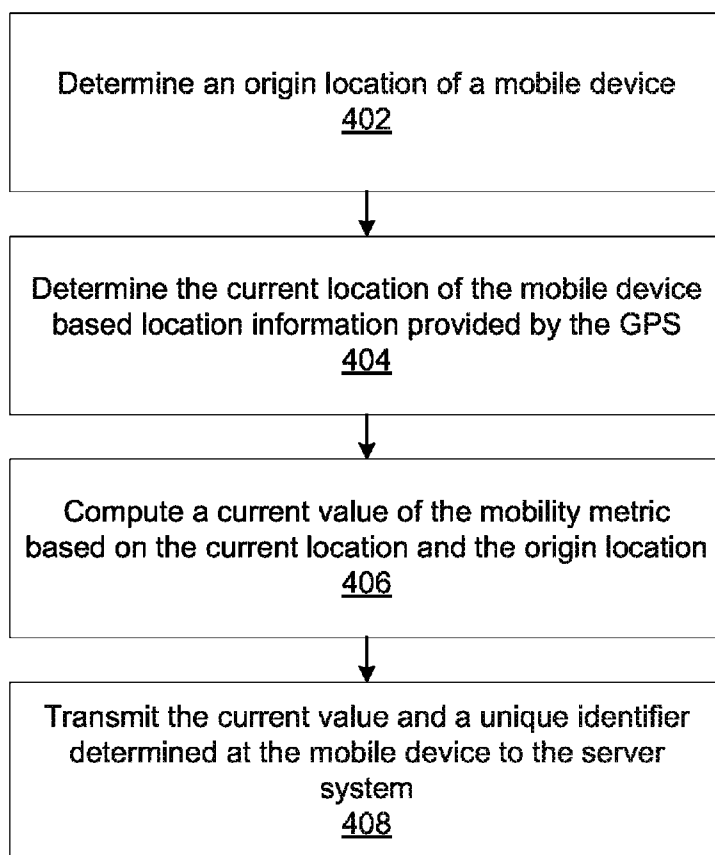 Determine an origin location of a mobile device
402
Determine the current location of the mobile device
based location information provided by the GPS
404
Compute a current value of the mobility metric
based on the current location and the origin location
406
Transmit the current value and a unique identifier
determined at the mobile device to the server
system
408